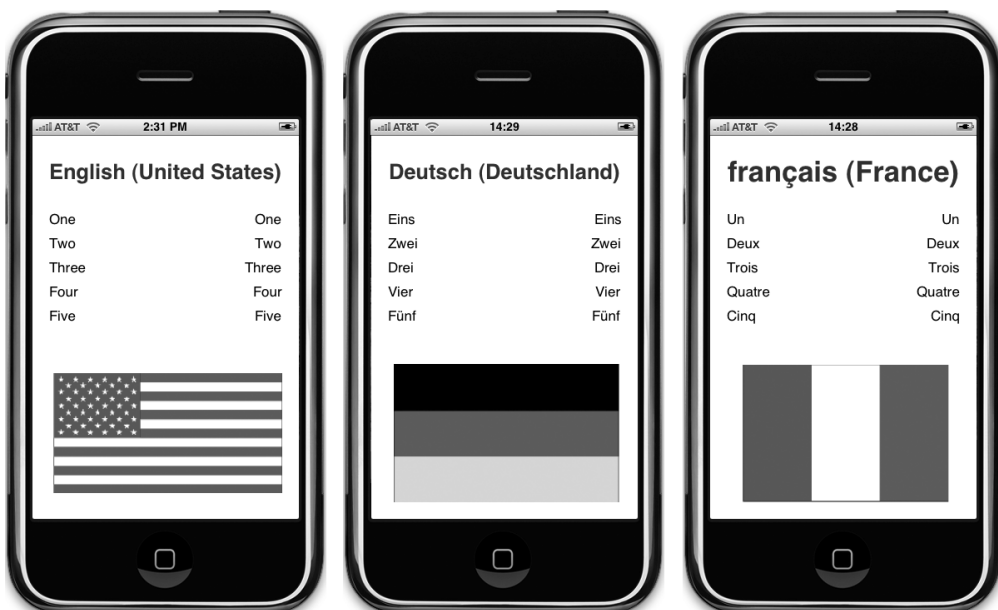 AT&T 2:31 PM
English (United States)
One One
Two Two
Three Three
Four Four
Five Five
AT&T 14:29
Deutsch (Deutschland)
Eins Eins
Zwei Zwei
Drei Drei
Vier Vier
Fünf Fünf
AT&T 14:28
français (France)
Un Un
Deux Deux
Trois Trois
Quatre Quatre
Cinq Cinq